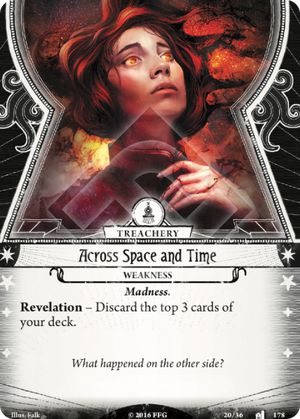 TREACHERY
Across Space and Time
WEAKNESS
Madness.
Revelation – Discard the top 3 cards of
your deck.
What happened on the other side?
Illus. Falk
© 2016 FFG
20/36
178